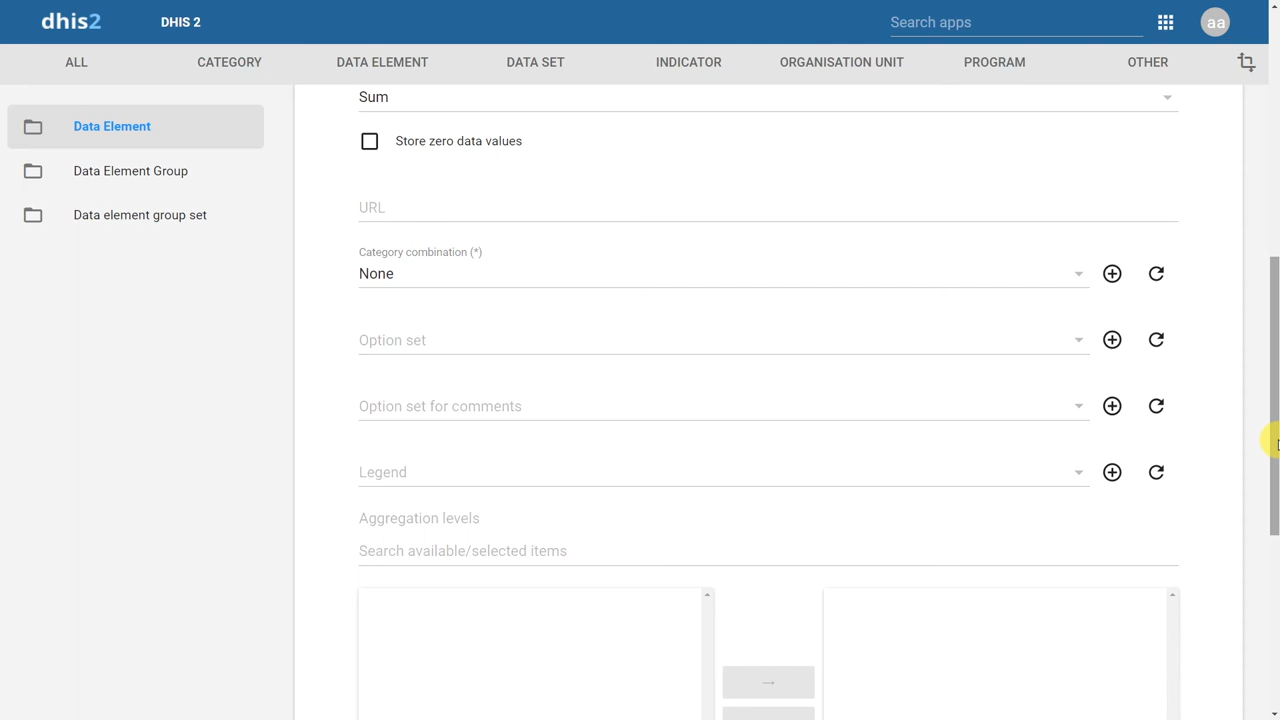 dhis2 DHIS 2 Search apps aa
ALL CATEGORY DATA ELEMENT DATA SET INDICATOR ORGANISATION UNIT PROGRAM OTHER
Data Element
Data Element Group
Data element group set
Sum
Store zero data values
URL
Category combination (*)
None
Option set
Option set for comments
Legend
Aggregation levels
Search available/selected items
→